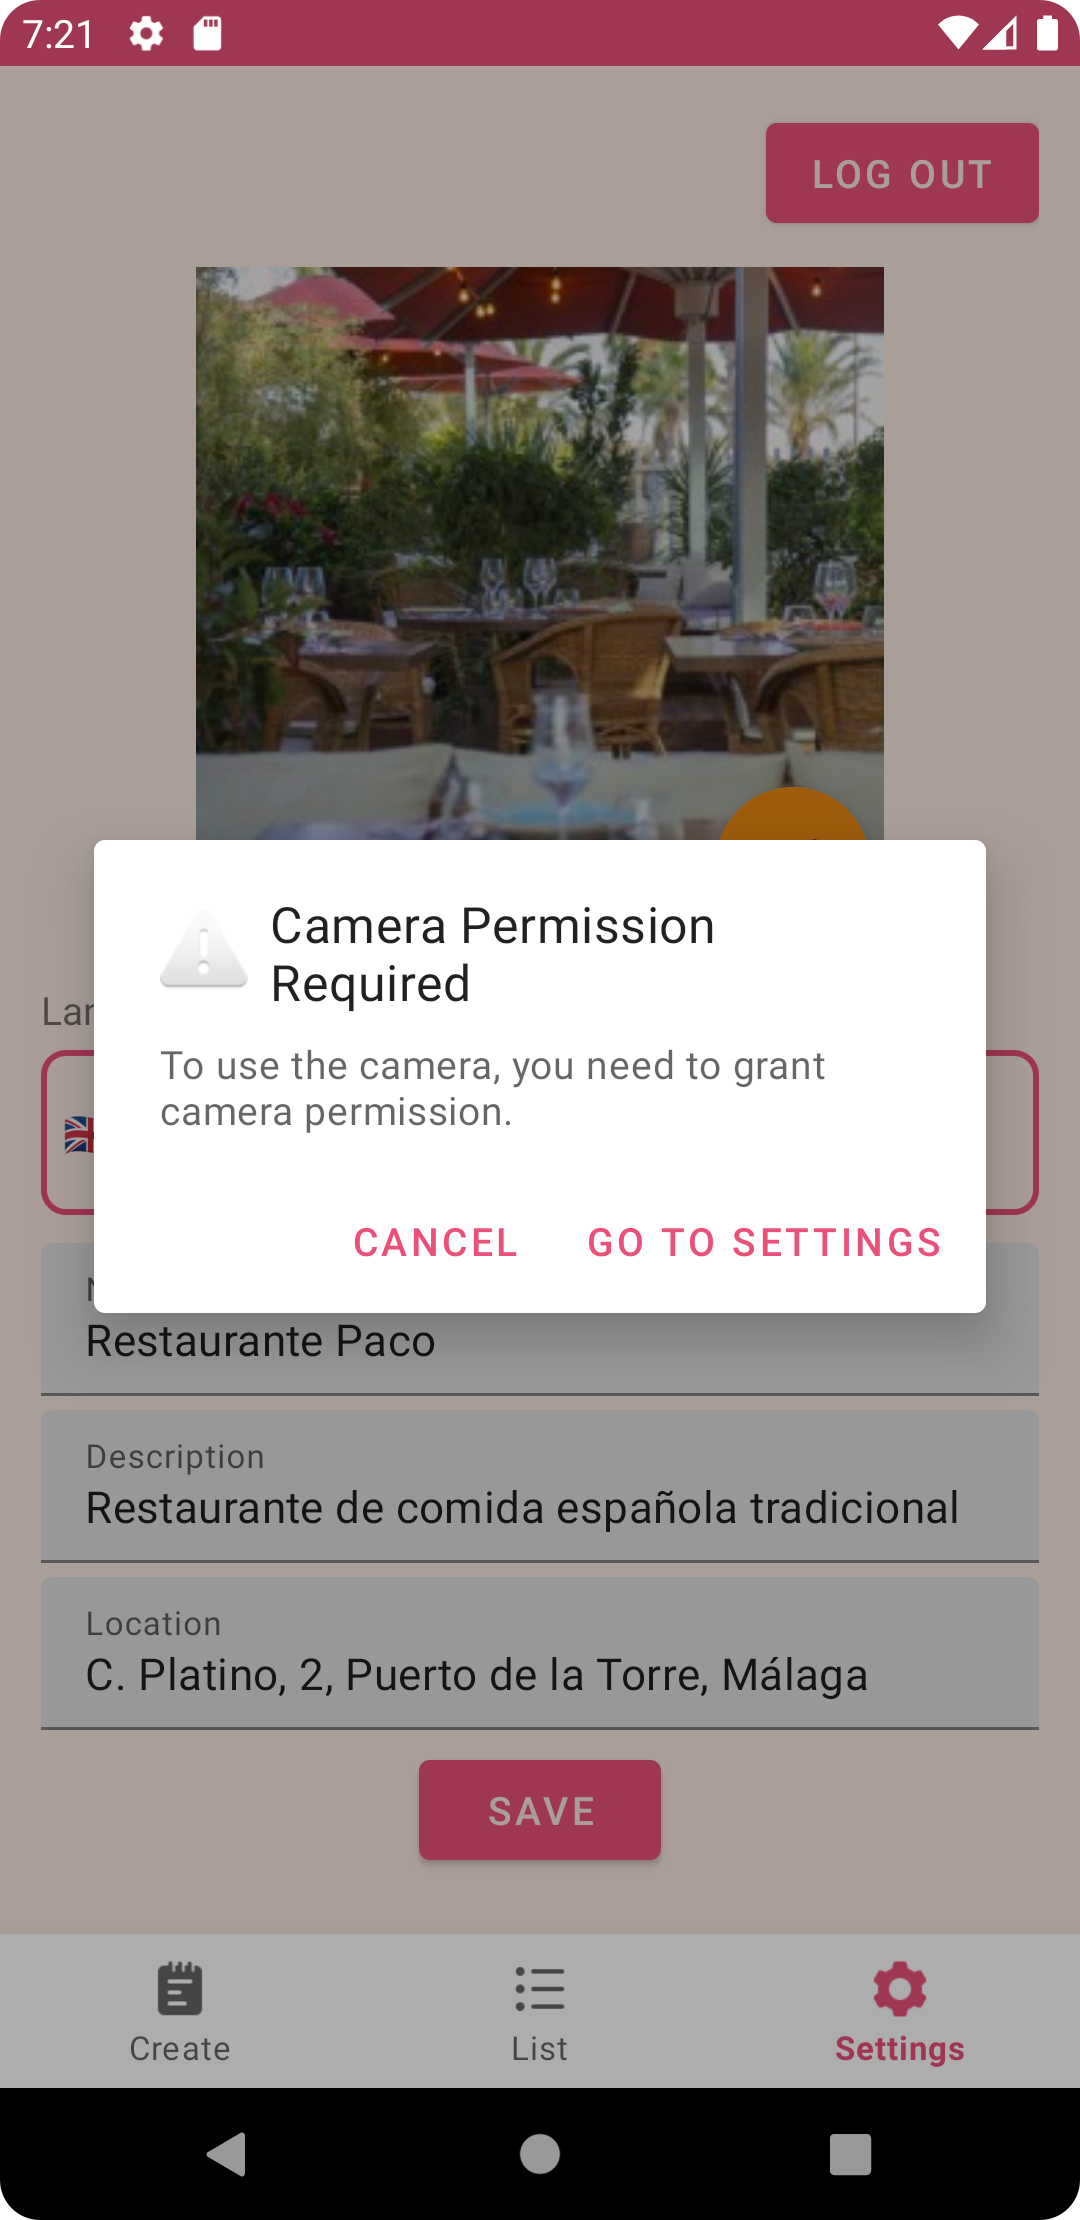 7:21
LOG OUT
Camera Permission
Required
To use the camera, you need to grant
camera permission.
CANCEL GO TO SETTINGS
Restaurante Paco
Description
Restaurante de comida española tradicional
Location
C. Platino, 2, Puerto de la Torre, Málaga
SAVE
Create List Settings